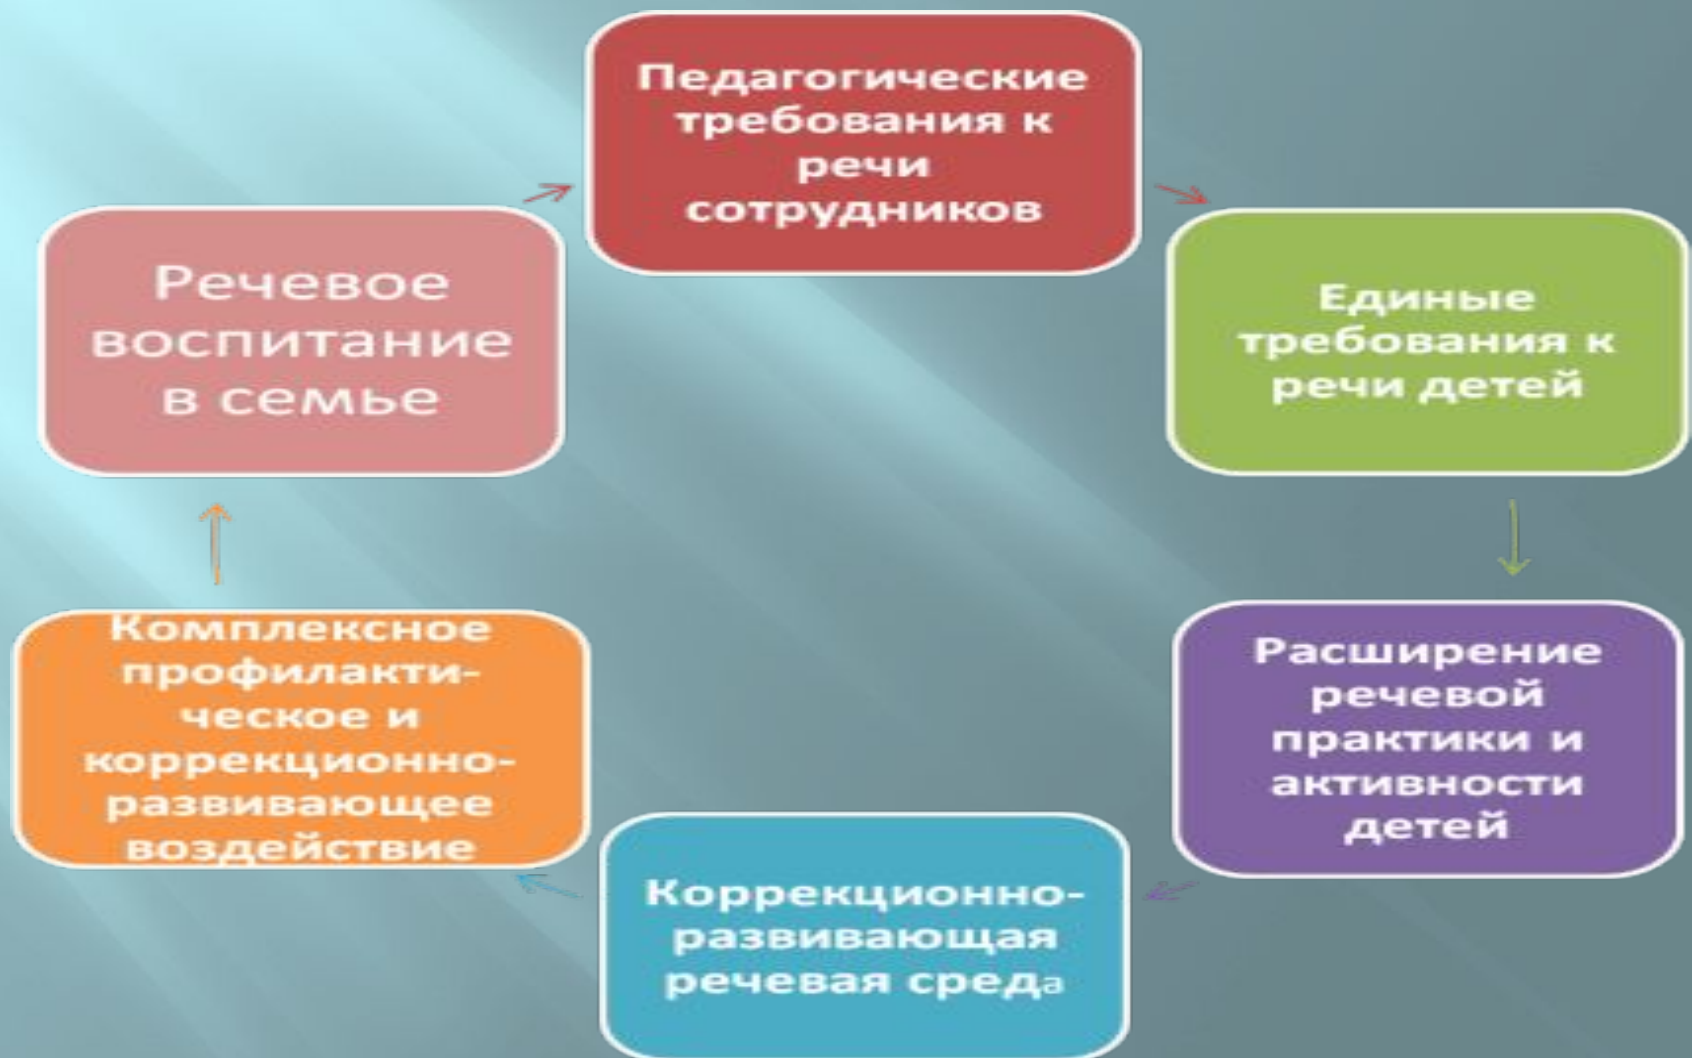 Педагогические
требования к
речи
сотрудников
Единые
требования к
речи детей
Расширение
речевой
практики и
активности
детей
Коррекционно-
развивающая
речевая среда
Комплексное
профилакти-
ческое и
коррекционно-
развивающее
воздействие
Речевое
воспитание
в семье